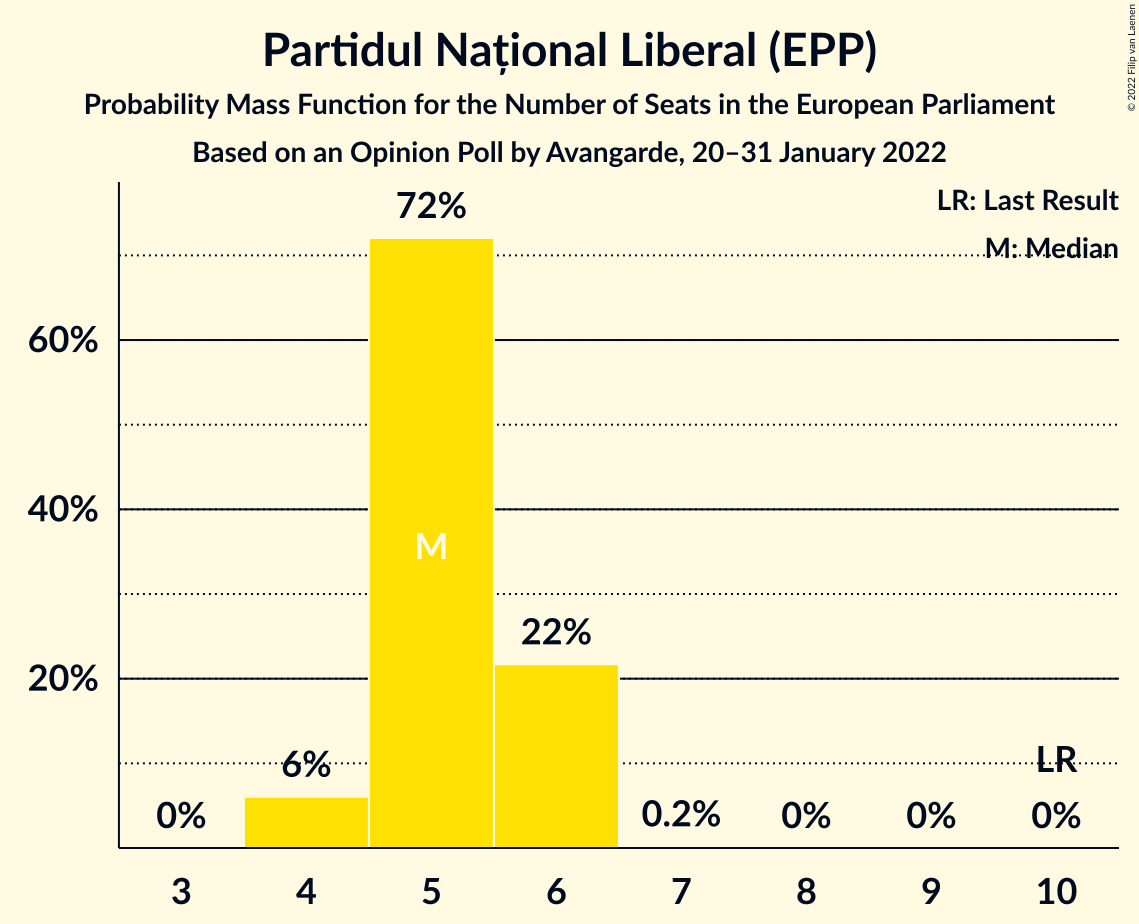 Partidul Național Liberal (EPP)
Probability Mass Function for the Number of Seats in the European Parliament
Based on an Opinion Poll by Avangarde, 20–31 January 2022
© 2022 Filip van Laenen
LR: Last Result
M: Median
72%
60%
40%
M
22%
20%
6%
LR
0%
0.2%
0%
0%
0%
3 4 5 6 7 8 9 10